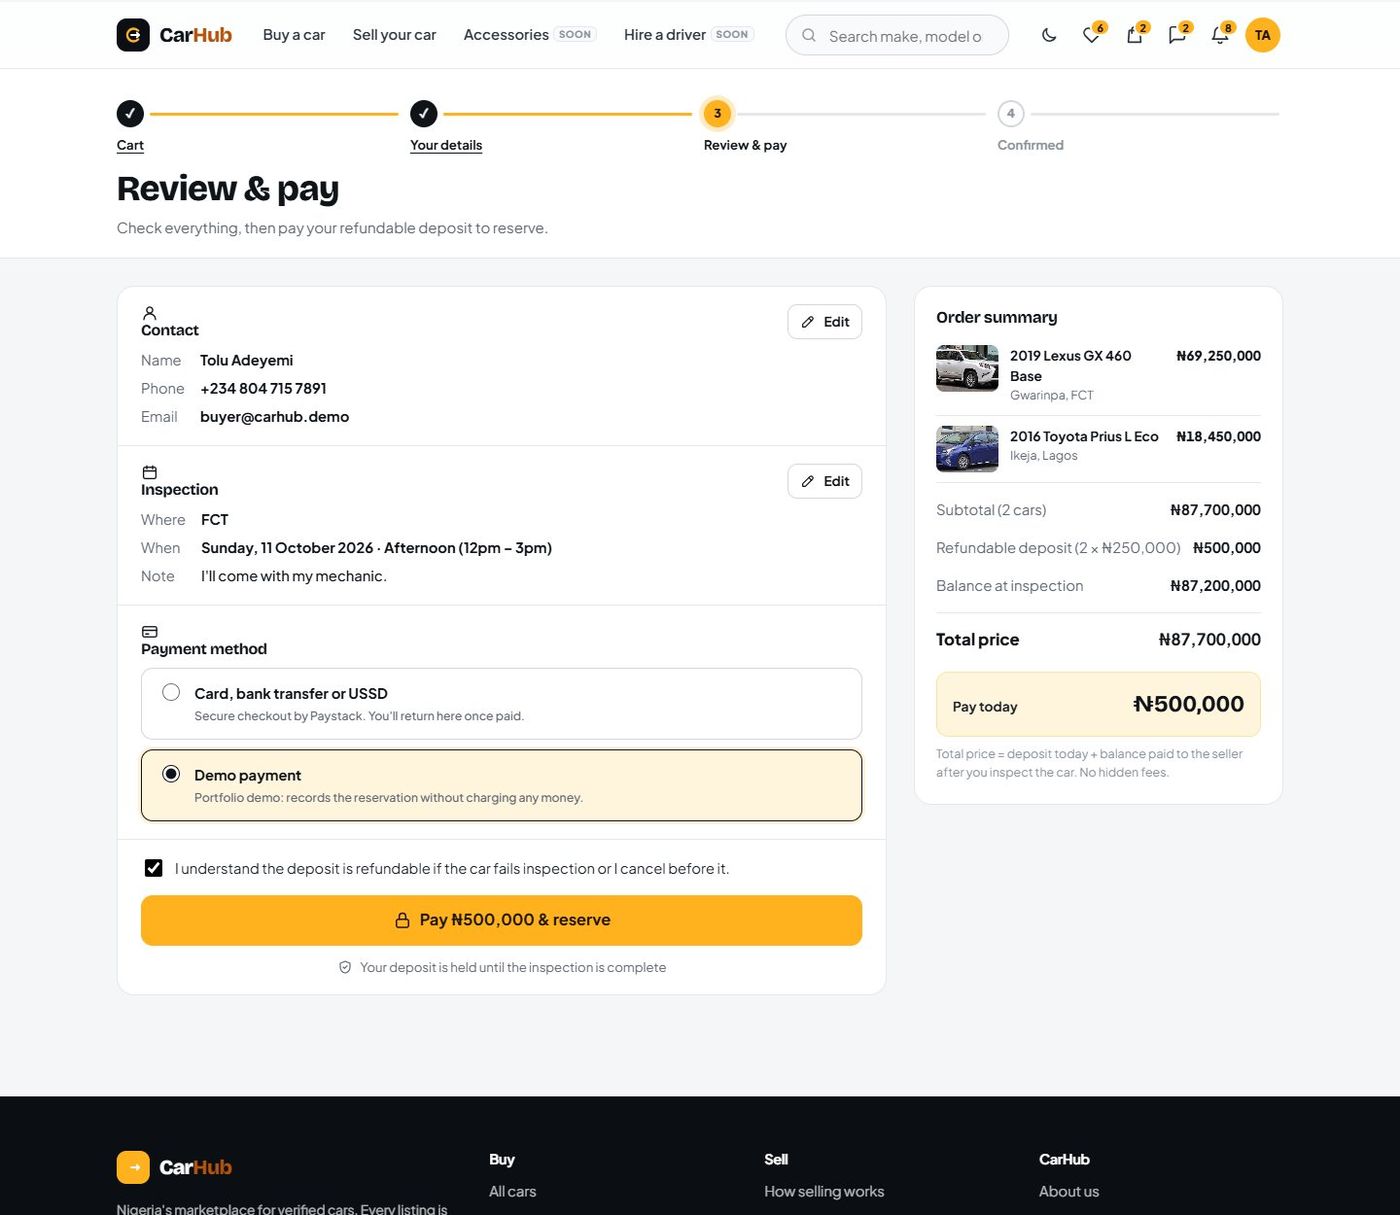 CarHub
Buy a car
Sell your car
Accessories SOON
Hire a driver SOON
Search make, model o
6
2
2
8
TA
✓
✓
3
4
Cart
Your details
Review & pay
Confirmed
Review & pay
Check everything, then pay your refundable deposit to reserve.
Contact
Edit
Name Tolu Adeyemi
Phone +234 804 715 7891
Email buyer@carhub.demo
Inspection
Edit
Where FCT
When Sunday, 11 October 2026 · Afternoon (12pm – 3pm)
Note I'll come with my mechanic.
Payment method
Card, bank transfer or USSD
Secure checkout by Paystack. You'll return here once paid.
Demo payment
Portfolio demo: records the reservation without charging any money.
I understand the deposit is refundable if the car fails inspection or I cancel before it.
Pay ₦500,000 & reserve
Your deposit is held until the inspection is complete
Order summary
2019 Lexus GX 460 ₦69,250,000
Base
Gwarinpa, FCT
2016 Toyota Prius L Eco ₦18,450,000
Ikeja, Lagos
Subtotal (2 cars) ₦87,700,000
Refundable deposit (2 × ₦250,000) ₦500,000
Balance at inspection ₦87,200,000
Total price ₦87,700,000
Pay today ₦500,000
Total price = deposit today + balance paid to the seller
after you inspect the car. No hidden fees.
CarHub
Nigeria's marketplace for verified cars. Every listing is
Buy
All cars
Sell
How selling works
CarHub
About us